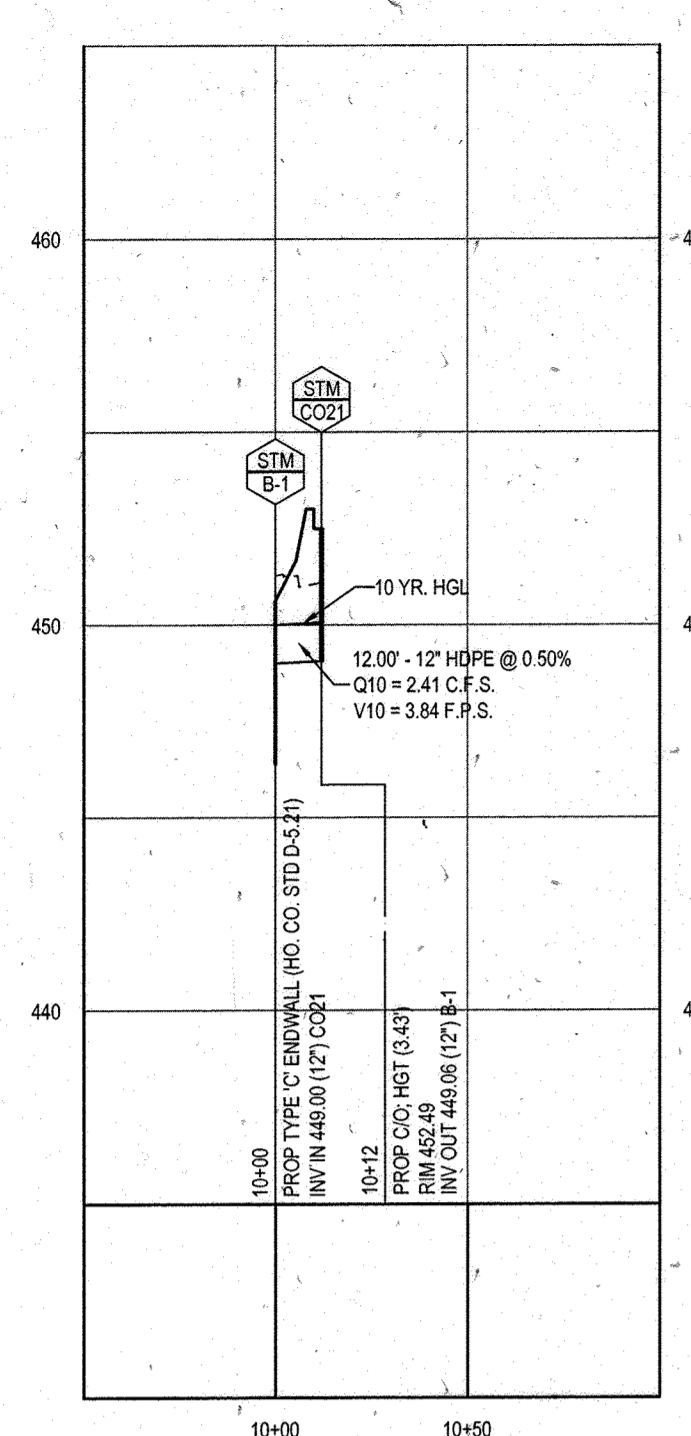 460
4
STM
CO21
STM
B-1
10 YR. HGL
450
4
12.00' - 12" HDPE @ 0.50%
Q10 = 2.41 C.F.S.
V10 = 3.84 F.P.S.
440
4
10+00
PROP TYPE 'C' ENDWALL (HO. CO. STD D-5.21)
INV IN 449.00 (12") CO21
10+12
PROP C/O; HGT (3.43')
RIM 452.49
INV OUT 449.06 (12") B-1
10+00
10+50